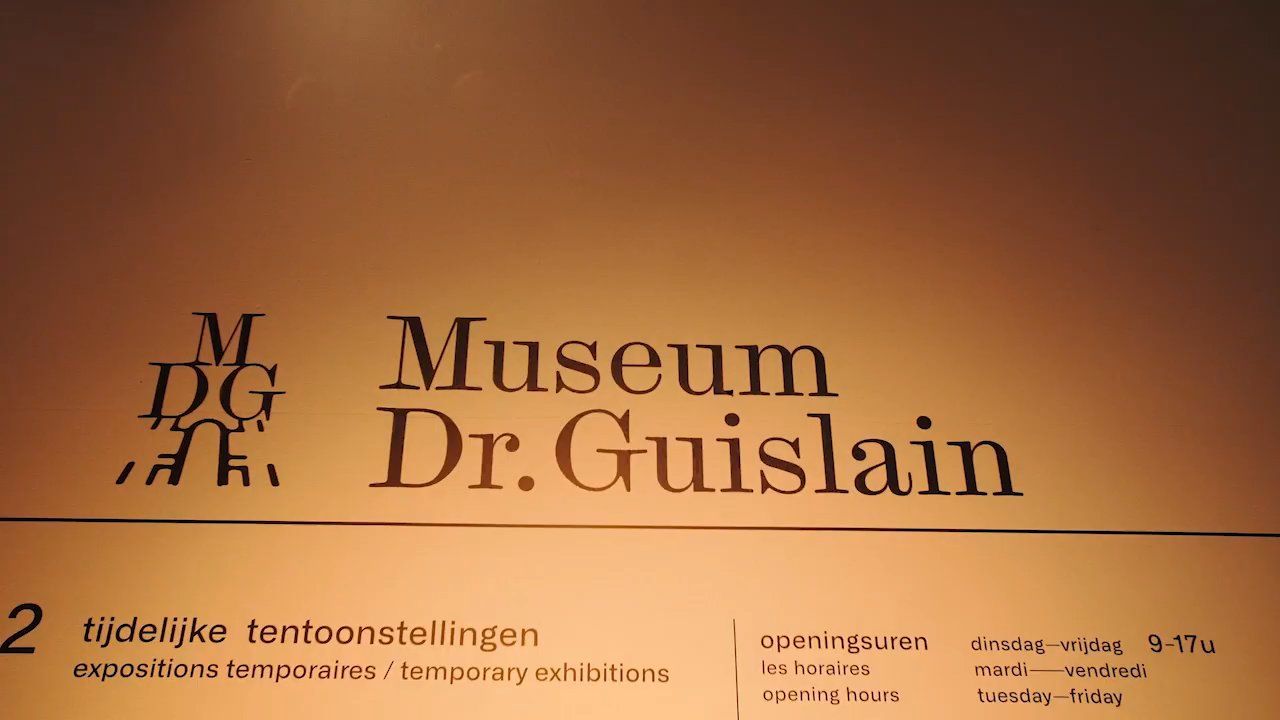 M
DG
Museum
Dr. Guislain
2 tijdelijke tentoonstellingen
expositions temporaires / temporary exhibitions
openingsuren dinsdag—vrijdag 9-17u
les horaires mardi——vendredi
opening hours tuesday—friday